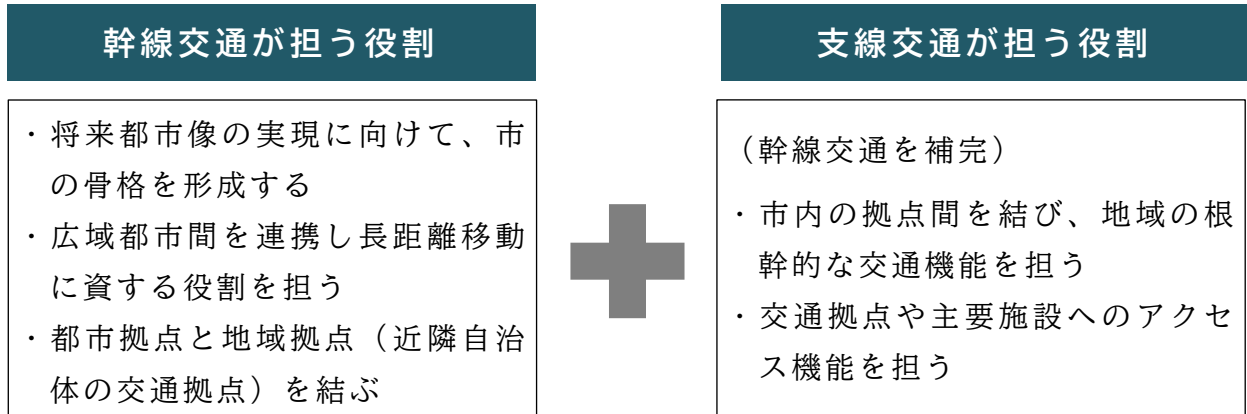 幹線交通が担う役割
・将来都市像の実現に向けて、市
の骨格を形成する
・広域都市間を連携し長距離移動
に資する役割を担う
・都市拠点と地域拠点（近隣自治
体の交通拠点）を結ぶ
支線交通が担う役割
（幹線交通を補完）
・市内の拠点間を結び、地域の根
幹的な交通機能を担う
・交通拠点や主要施設へのアクセ
ス機能を担う